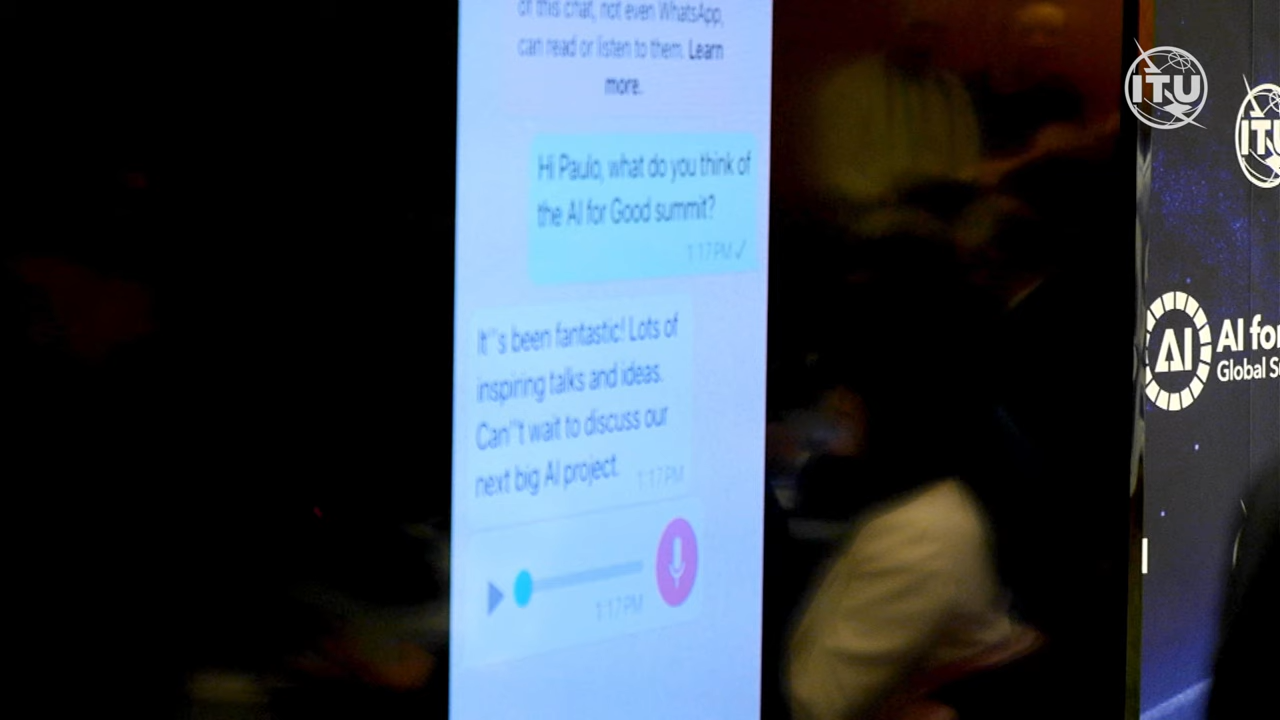 of this chat, not even WhatsApp,
can read or listen to them. Learn
more.
Hi Paulo, what do you think of
the AI for Good summit?
1:17 PM
It''s been fantastic! Lots of
inspiring talks and ideas.
Can''t wait to discuss our
next big AI project.
1:17 PM
1:17 PM
ITU
ITU
AI
AI fo
Global S